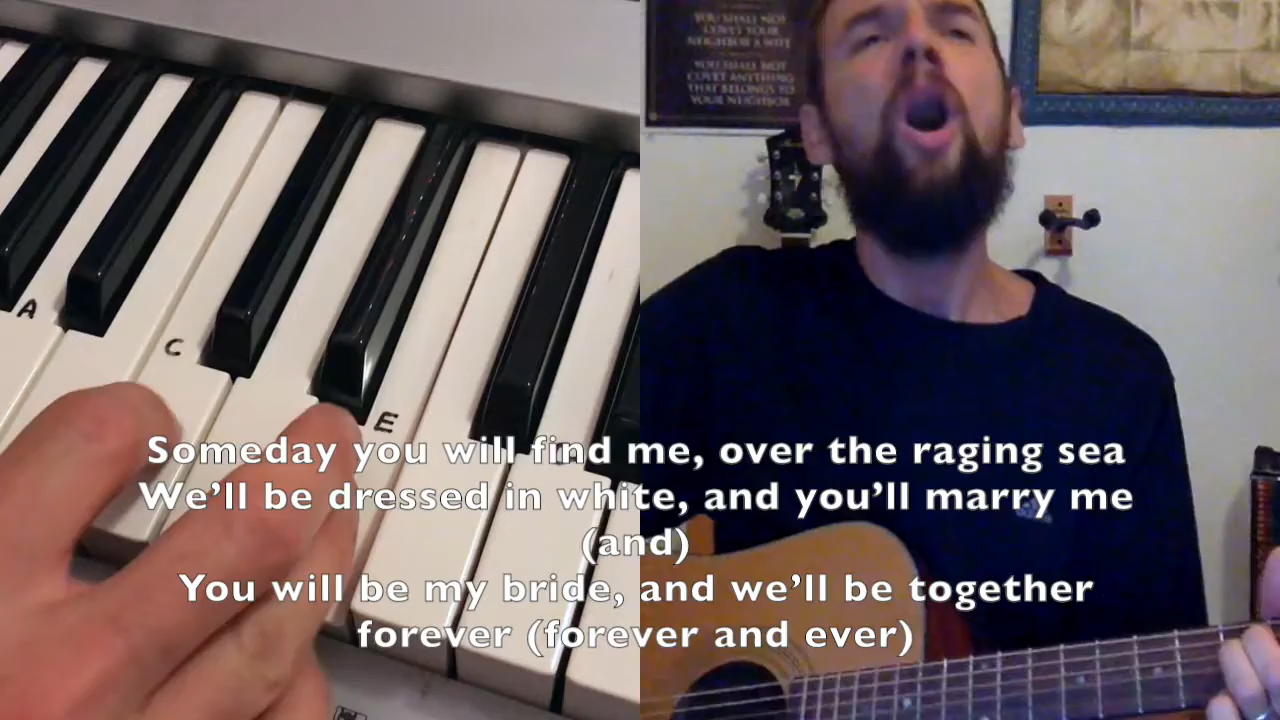 YOU SHALL NOT
COVET YOUR
NEIGHBOR'S WIFE
YOU SHALL NOT
COVET ANYTHING
THAT BELONGS TO
YOUR NEIGHBOR
A
C
E
Someday you will find me, over the raging sea
We'll be dressed in white, and you'll marry me
(and)
You will be my bride, and we'll be together
forever (forever and ever)